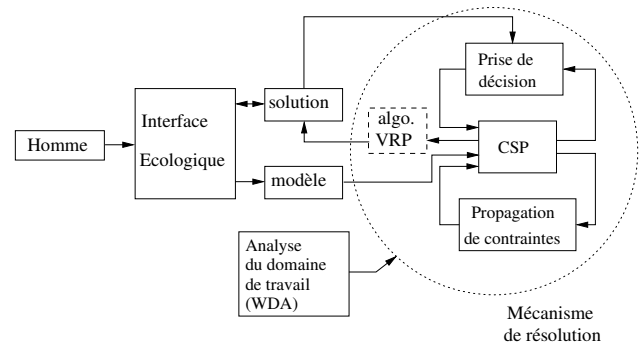 Prise de
décision
solution
algo.
VRP
Interface
Ecologique
Homme
CSP
modèle
Propagation
de contraintes
Analyse
du domaine
de travail
(WDA)
Mécanisme
de résolution